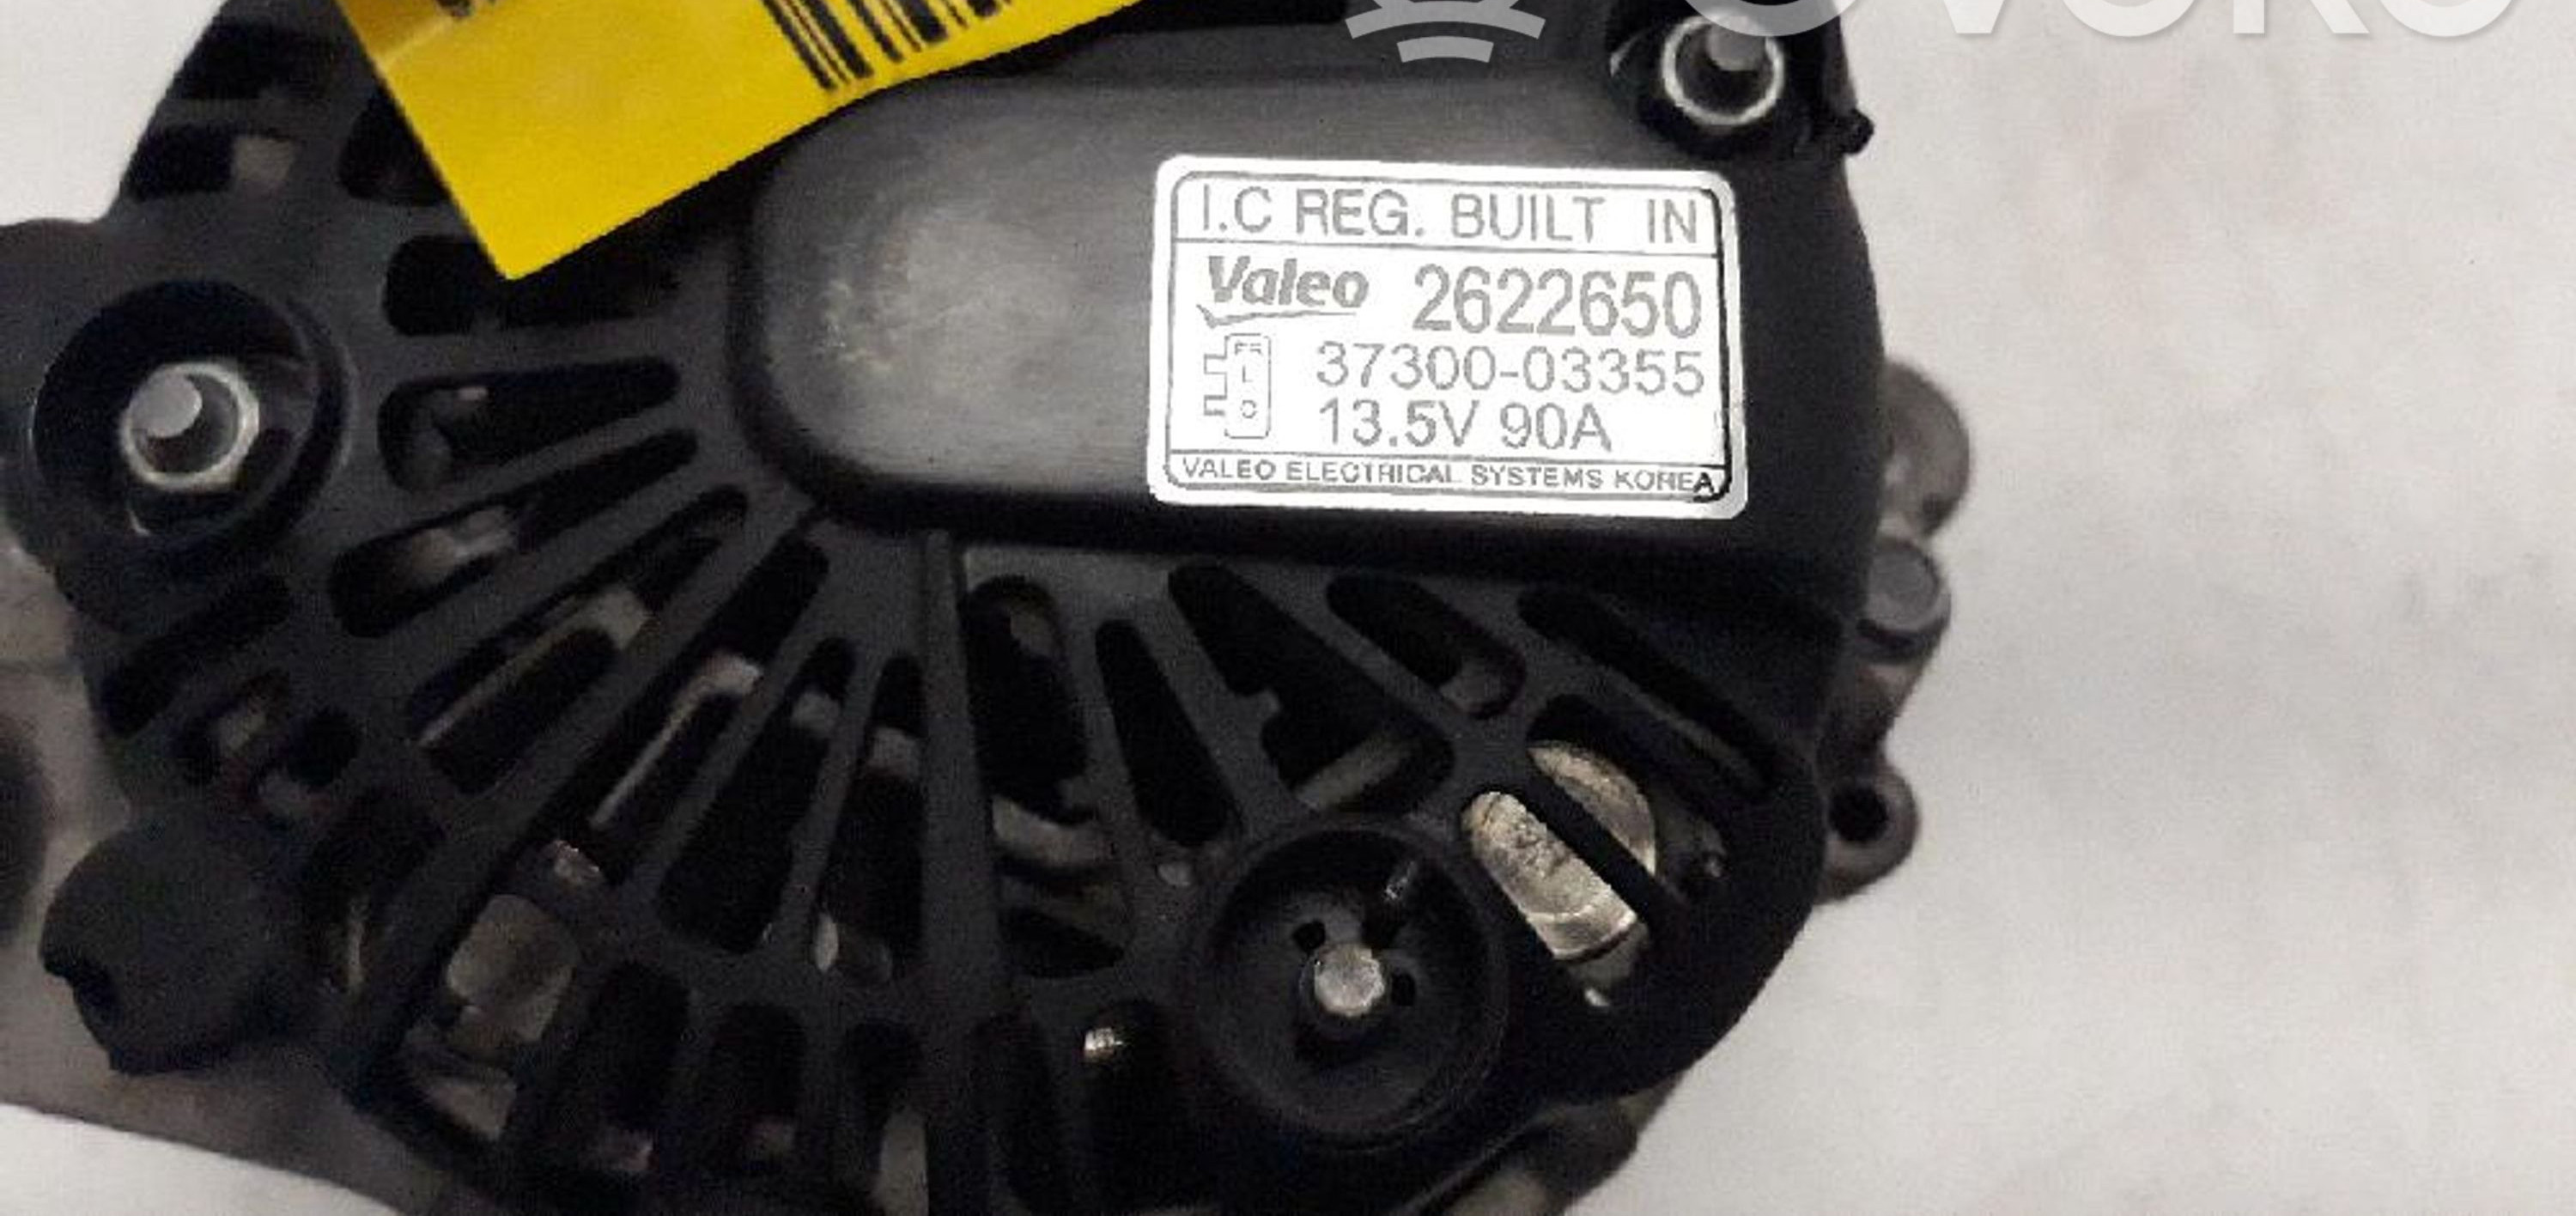 I.C REG. BUILT IN
Valeo 2622650
37300-03355
L
13.5V 90A
VALEO ELECTRICAL SYSTEMS KOREA